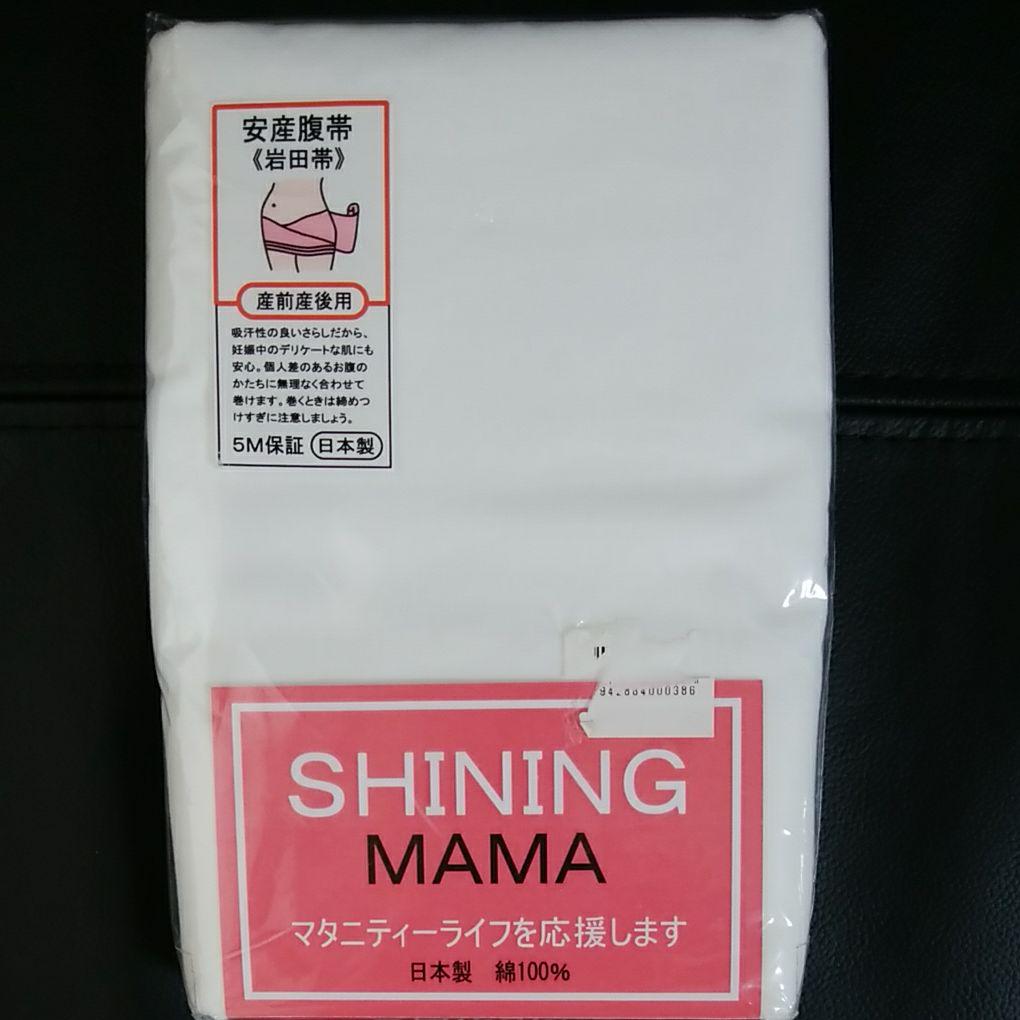 安産腹帯
《岩田帯》
産前産後用
吸汗性の良いさらしだから、
妊娠中のデリケートな肌にも
安心。個人差のあるお腹の
かたちに無理なく合わせて
巻けます。巻くときは締めつ
けすぎに注意しましょう。
5M保証 日本製
SHINING
MAMA
マタニティーライフを応援します
日本製 綿100%